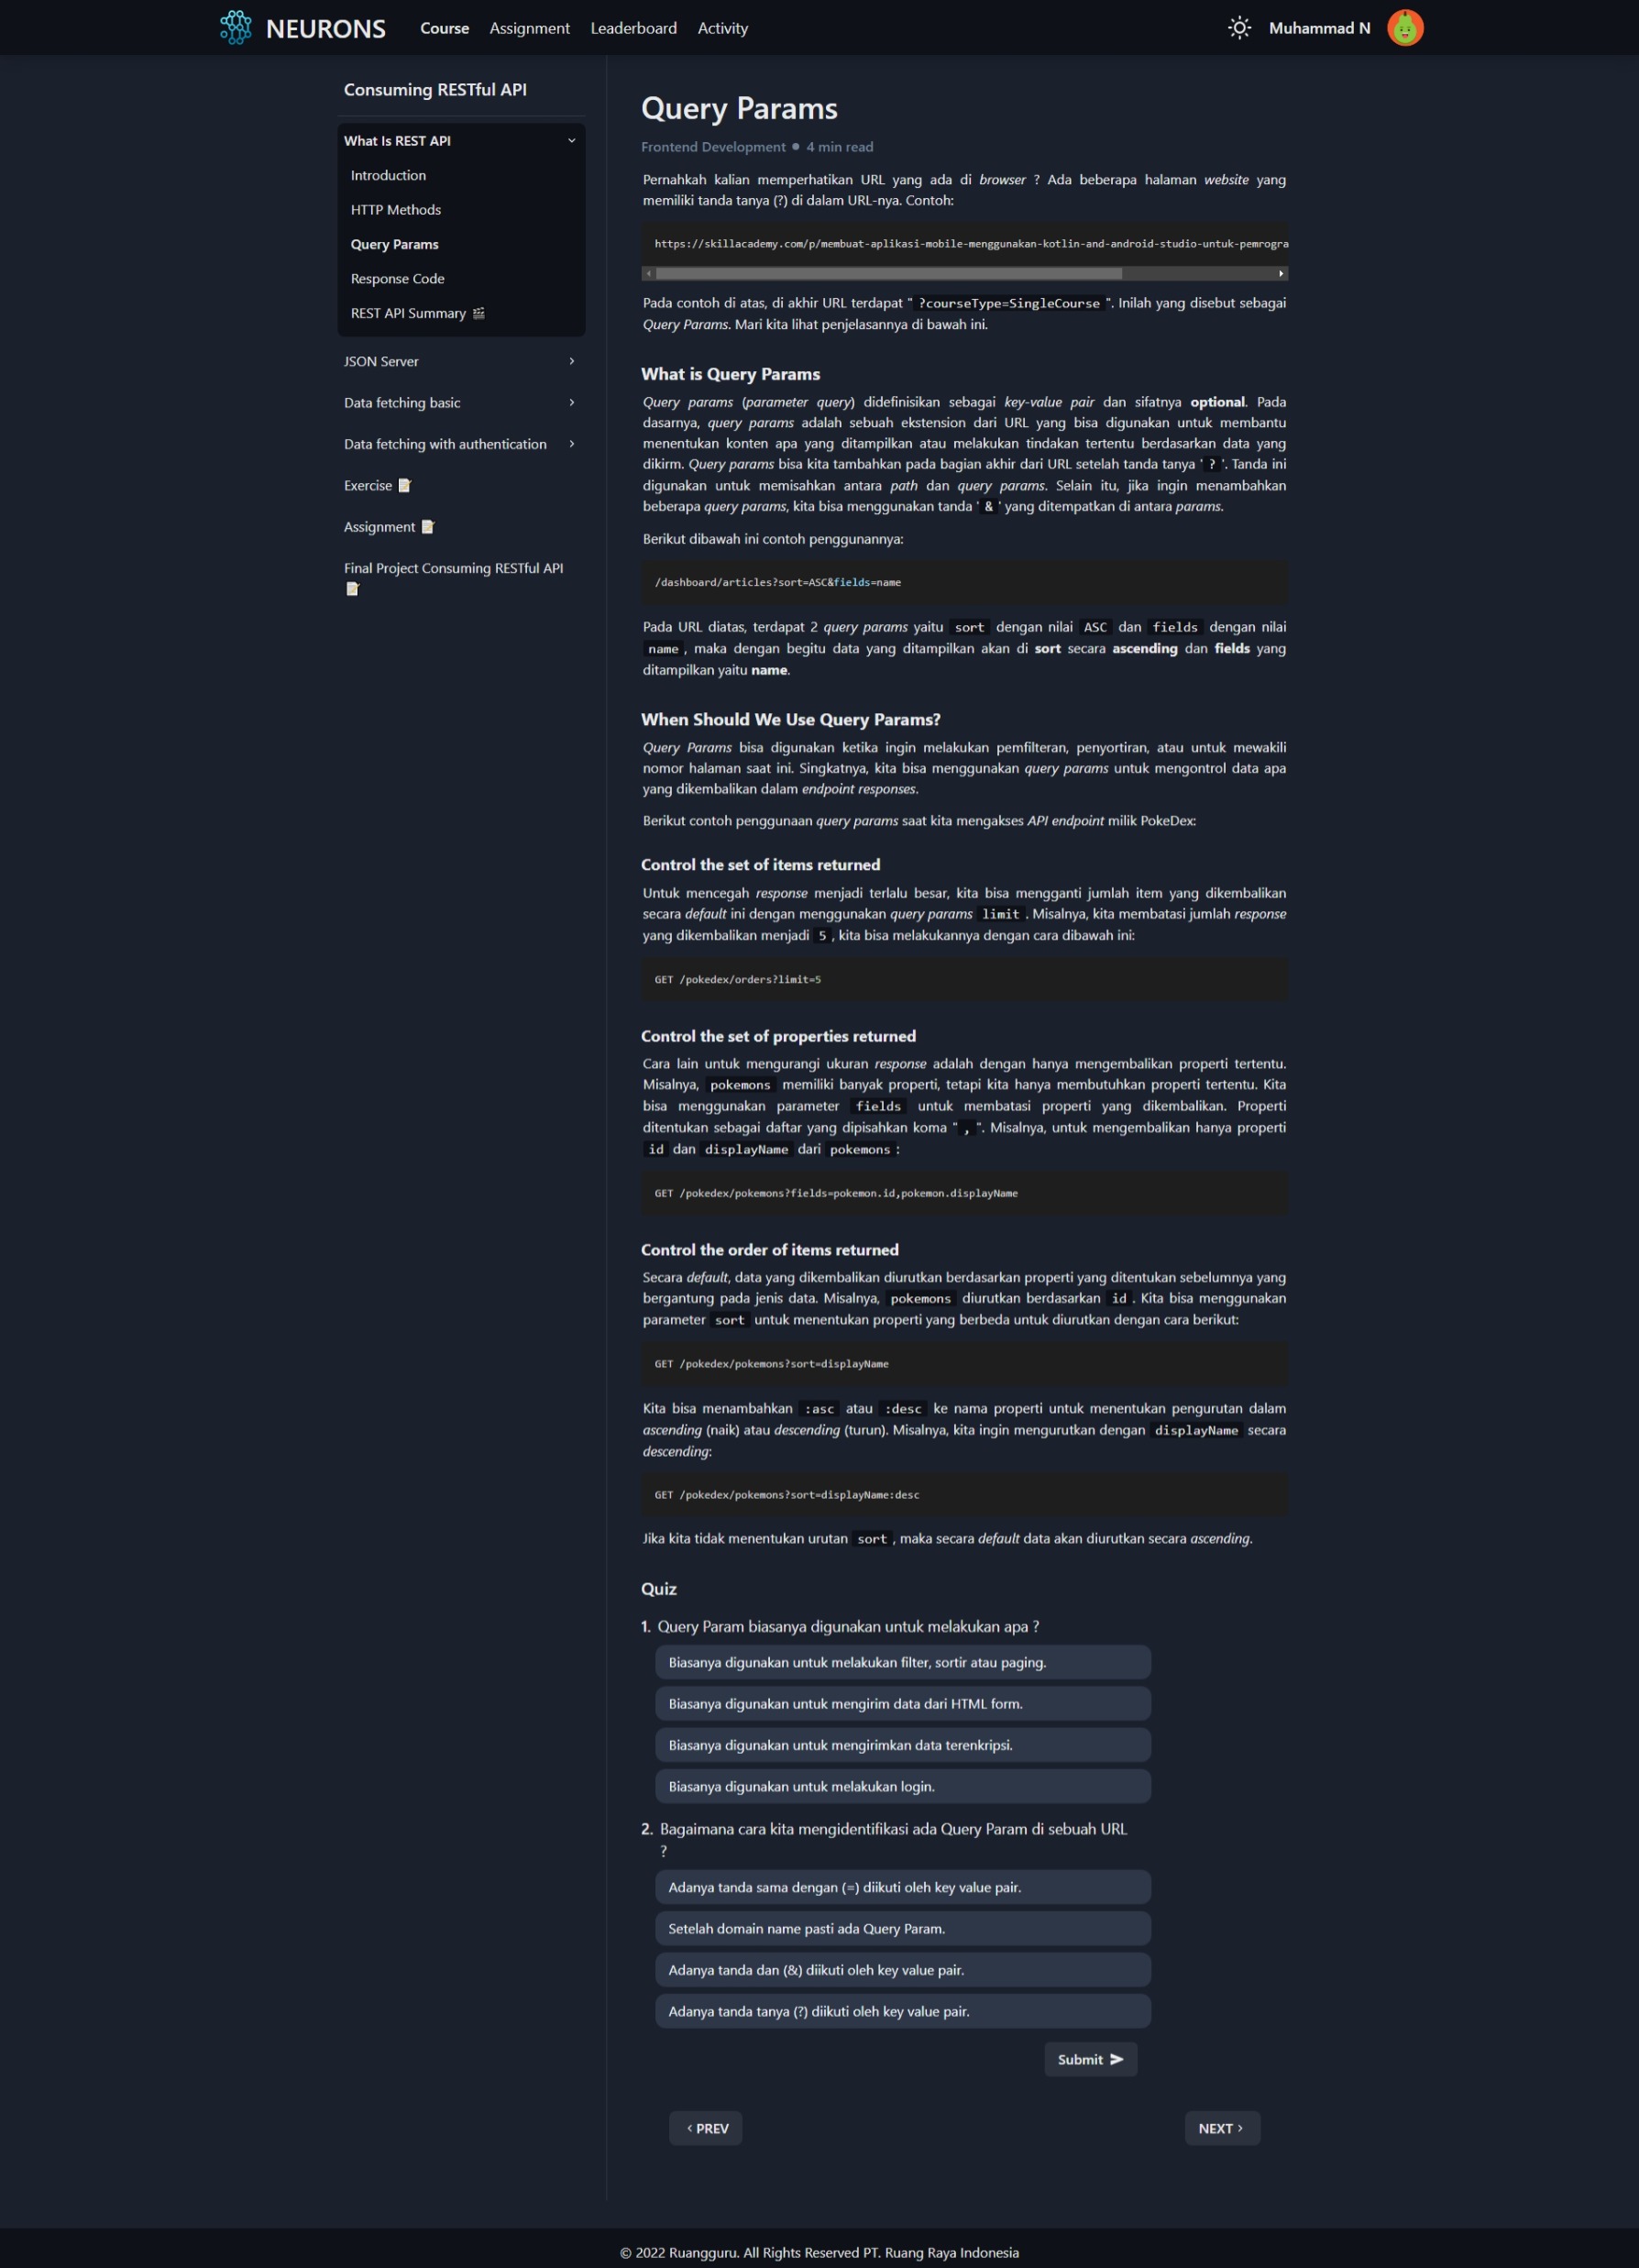 NEURONS
Course
Assignment
Leaderboard
Activity
Muhammad N
Consuming RESTful API
What Is REST API
Introduction
HTTP Methods
Query Params
Response Code
REST API Summary 🎬
JSON Server
Data fetching basic
Data fetching with authentication
Exercise 📝
Assignment 📝
Final Project Consuming RESTful API
📝
Query Params
Frontend Development ● 4 min read
Pernahkah kalian memperhatikan URL yang ada di browser ? Ada beberapa halaman website yang
memiliki tanda tanya (?) di dalam URL-nya. Contoh:
https://skillacademy.com/p/membuat-aplikasi-mobile-menggunakan-kotlin-and-android-studio-untuk-pemrogra
Pada contoh di atas, di akhir URL terdapat " ?courseType=SingleCourse ". Inilah yang disebut sebagai
Query Params. Mari kita lihat penjelasannya di bawah ini.
What is Query Params
Query params (parameter query) didefinisikan sebagai key-value pair dan sifatnya optional. Pada
dasarnya, query params adalah sebuah ekstension dari URL yang bisa digunakan untuk membantu
menentukan konten apa yang ditampilkan atau melakukan tindakan tertentu berdasarkan data yang
dikirm. Query params bisa kita tambahkan pada bagian akhir dari URL setelah tanda tanya ' ? '. Tanda ini
digunakan untuk memisahkan antara path dan query params. Selain itu, jika ingin menambahkan
beberapa query params, kita bisa menggunakan tanda ' & ' yang ditempatkan di antara params.
Berikut dibawah ini contoh penggunannya:
/dashboard/articles?sort=ASC&fields=name
Pada URL diatas, terdapat 2 query params yaitu sort dengan nilai ASC dan fields dengan nilai
name , maka dengan begitu data yang ditampilkan akan di sort secara ascending dan fields yang
ditampilkan yaitu name.
When Should We Use Query Params?
Query Params bisa digunakan ketika ingin melakukan pemfilteran, penyortiran, atau untuk mewakili
nomor halaman saat ini. Singkatnya, kita bisa menggunakan query params untuk mengontrol data apa
yang dikembalikan dalam endpoint responses.
Berikut contoh penggunaan query params saat kita mengakses API endpoint milik PokeDex:
Control the set of items returned
Untuk mencegah response menjadi terlalu besar, kita bisa mengganti jumlah item yang dikembalikan
secara default ini dengan menggunakan query params limit . Misalnya, kita membatasi jumlah response
yang dikembalikan menjadi 5 , kita bisa melakukannya dengan cara dibawah ini:
GET /pokedex/orders?limit=5
Control the set of properties returned
Cara lain untuk mengurangi ukuran response adalah dengan hanya mengembalikan properti tertentu.
Misalnya, pokemons memiliki banyak properti, tetapi kita hanya membutuhkan properti tertentu. Kita
bisa menggunakan parameter fields untuk membatasi properti yang dikembalikan. Properti
ditentukan sebagai daftar yang dipisahkan koma " , ". Misalnya, untuk mengembalikan hanya properti
id dan displayName dari pokemons :
GET /pokedex/pokemons?fields=pokemon.id,pokemon.displayName
Control the order of items returned
Secara default, data yang dikembalikan diurutkan berdasarkan properti yang ditentukan sebelumnya yang
bergantung pada jenis data. Misalnya, pokemons diurutkan berdasarkan id . Kita bisa menggunakan
parameter sort untuk menentukan properti yang berbeda untuk diurutkan dengan cara berikut:
GET /pokedex/pokemons?sort=displayName
Kita bisa menambahkan :asc atau :desc ke nama properti untuk menentukan pengurutan dalam
ascending (naik) atau descending (turun). Misalnya, kita ingin mengurutkan dengan displayName secara
descending:
GET /pokedex/pokemons?sort=displayName:desc
Jika kita tidak menentukan urutan sort , maka secara default data akan diurutkan secara ascending.
Quiz
1. Query Param biasanya digunakan untuk melakukan apa ?
Biasanya digunakan untuk melakukan filter, sortir atau paging.
Biasanya digunakan untuk mengirim data dari HTML form.
Biasanya digunakan untuk mengirimkan data terenkripsi.
Biasanya digunakan untuk melakukan login.
2. Bagaimana cara kita mengidentifikasi ada Query Param di sebuah URL
?
Adanya tanda sama dengan (=) diikuti oleh key value pair.
Setelah domain name pasti ada Query Param.
Adanya tanda dan (&) diikuti oleh key value pair.
Adanya tanda tanya (?) diikuti oleh key value pair.
Submit
‹ PREV
NEXT ›
© 2022 Ruangguru. All Rights Reserved PT. Ruang Raya Indonesia